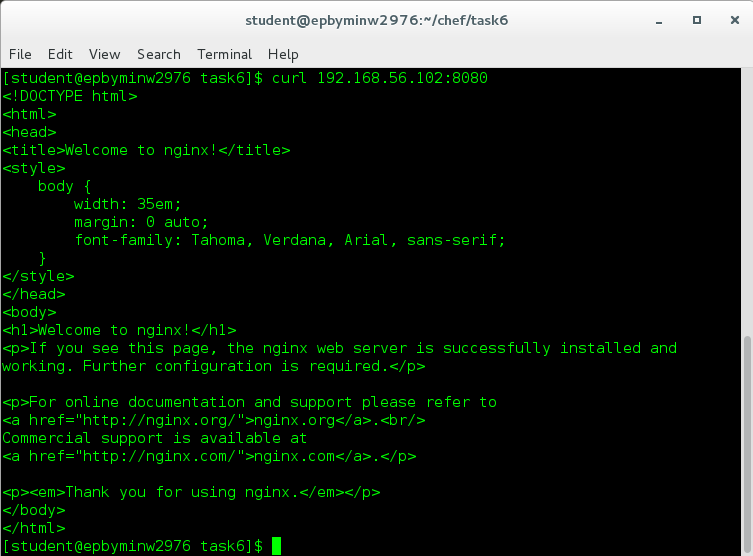 student@epbyminw2976:~/chef/task6
File Edit View Search Terminal Help
[student@epbyminw2976 task6]$ curl 192.168.56.102:8080
<!DOCTYPE html>
<html>
<head>
<title>Welcome to nginx!</title>
<style>
    body {
        width: 35em;
        margin: 0 auto;
        font-family: Tahoma, Verdana, Arial, sans-serif;
    }
</style>
</head>
<body>
<h1>Welcome to nginx!</h1>
<p>If you see this page, the nginx web server is successfully installed and
working. Further configuration is required.</p>

<p>For online documentation and support please refer to
<a href="http://nginx.org/">nginx.org</a>.<br/>
Commercial support is available at
<a href="http://nginx.com/">nginx.com</a>.</p>

<p><em>Thank you for using nginx.</em></p>
</body>
</html>
[student@epbyminw2976 task6]$